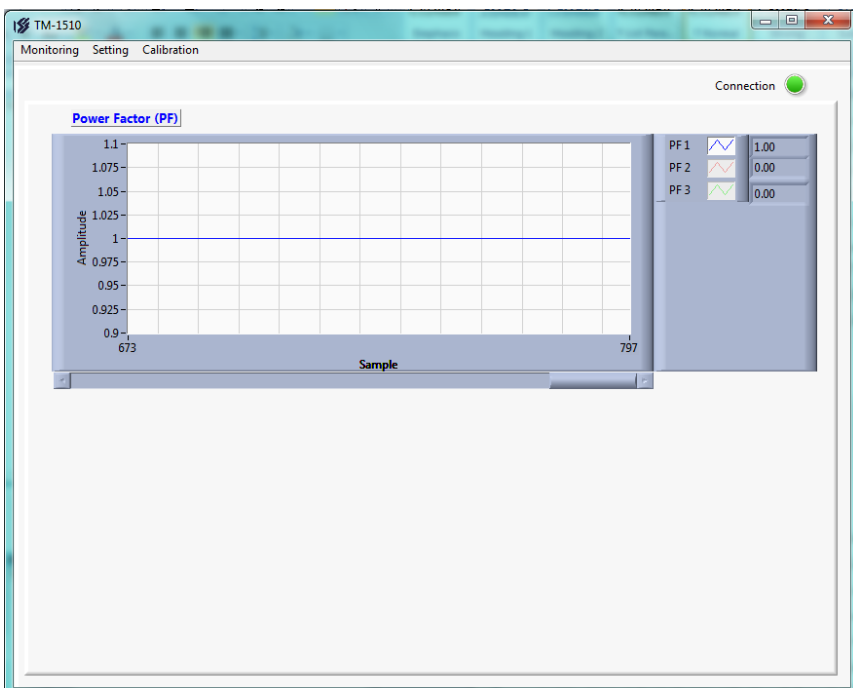 TM-1510
Monitoring Setting Calibration
Connection
Power Factor (PF)
1.1
1.075
1.05
1.025
1
0.975
0.95
0.925
0.9
Amplitude
673 797
Sample
PF 1 1.00
PF 2 0.00
PF 3 0.00